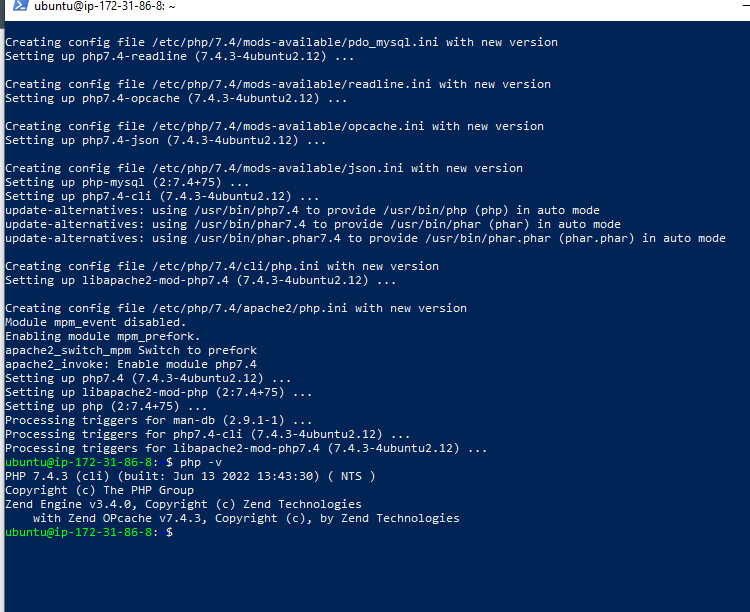 ubuntu@ip-172-31-86-8: ~
Creating config file /etc/php/7.4/mods-available/pdo_mysql.ini with new version
Setting up php7.4-readline (7.4.3-4ubuntu2.12) ...
Creating config file /etc/php/7.4/mods-available/readline.ini with new version
Setting up php7.4-opcache (7.4.3-4ubuntu2.12) ...
Creating config file /etc/php/7.4/mods-available/opcache.ini with new version
Setting up php7.4-json (7.4.3-4ubuntu2.12) ...
Creating config file /etc/php/7.4/mods-available/json.ini with new version
Setting up php-mysql (2:7.4+75) ...
Setting up php7.4-cli (7.4.3-4ubuntu2.12) ...
update-alternatives: using /usr/bin/php7.4 to provide /usr/bin/php (php) in auto mode
update-alternatives: using /usr/bin/phar7.4 to provide /usr/bin/phar (phar) in auto mode
update-alternatives: using /usr/bin/phar.phar7.4 to provide /usr/bin/phar.phar (phar.phar) in auto mode
Creating config file /etc/php/7.4/cli/php.ini with new version
Setting up libapache2-mod-php7.4 (7.4.3-4ubuntu2.12) ...
Creating config file /etc/php/7.4/apache2/php.ini with new version
Module mpm_event disabled.
Enabling module mpm_prefork.
apache2_switch_mpm Switch to prefork
apache2_invoke: Enable module php7.4
Setting up php7.4 (7.4.3-4ubuntu2.12) ...
Setting up libapache2-mod-php (2:7.4+75) ...
Setting up php (2:7.4+75) ...
Processing triggers for man-db (2.9.1-1) ...
Processing triggers for php7.4-cli (7.4.3-4ubuntu2.12) ...
Processing triggers for libapache2-mod-php7.4 (7.4.3-4ubuntu2.12) ...
ubuntu@ip-172-31-86-8:~$ php -v
PHP 7.4.3 (cli) (built: Jun 13 2022 13:43:30) ( NTS )
Copyright (c) The PHP Group
Zend Engine v3.4.0, Copyright (c) Zend Technologies
    with Zend OPcache v7.4.3, Copyright (c), by Zend Technologies
ubuntu@ip-172-31-86-8:~$